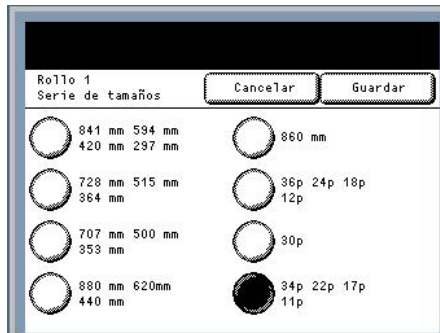 Rollo 1
Serie de tamaños
Cancelar
Guardar
841 mm 594 mm
420 mm 297 mm
728 mm 515 mm
364 mm
707 mm 500 mm
353 mm
880 mm 620mm
440 mm
860 mm
36p 24p 18p
12p
30p
34p 22p 17p
11p